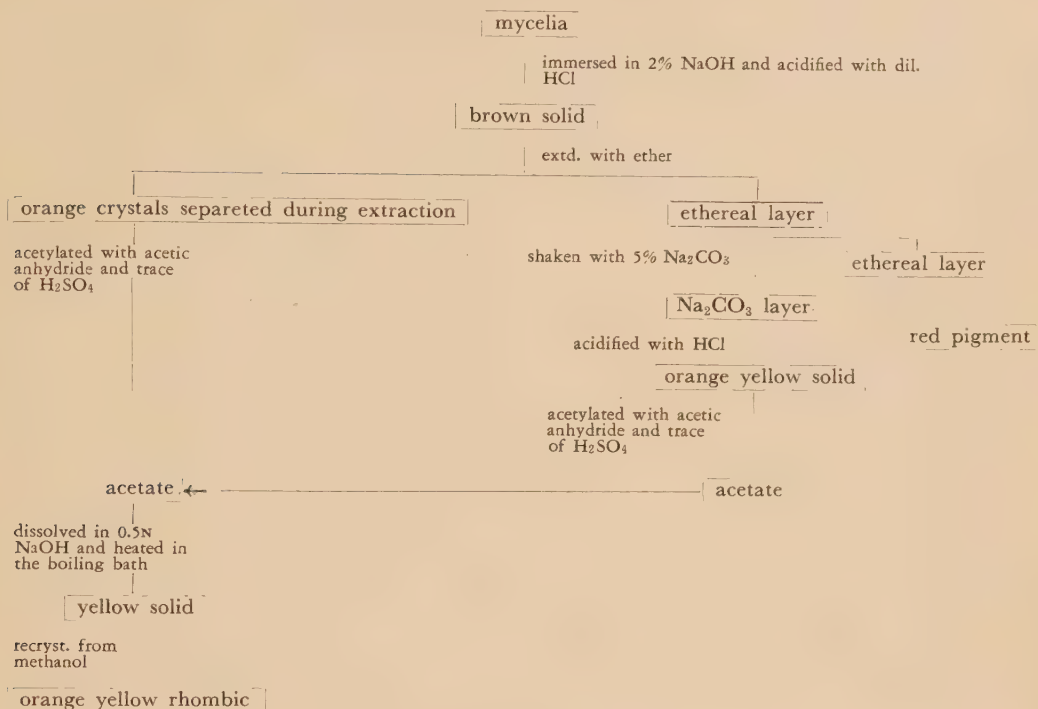 mycelia
immersed in 2% NaOH and acidified with dil.
HCl
brown solid
extd. with ether
orange crystals separeted during extraction
ethereal layer
acetylated with acetic
anhydride and trace
of H₂SO₄
shaken with 5% Na₂CO₃
ethereal layer
Na₂CO₃ layer
acidified with HCl
red pigment
orange yellow solid
acetylated with acetic
anhydride and trace
of H₂SO₄
acetate
acetate
dissolved in 0.5N
NaOH and heated in
the boiling bath
yellow solid
recryst. from
methanol
orange yellow rhombic